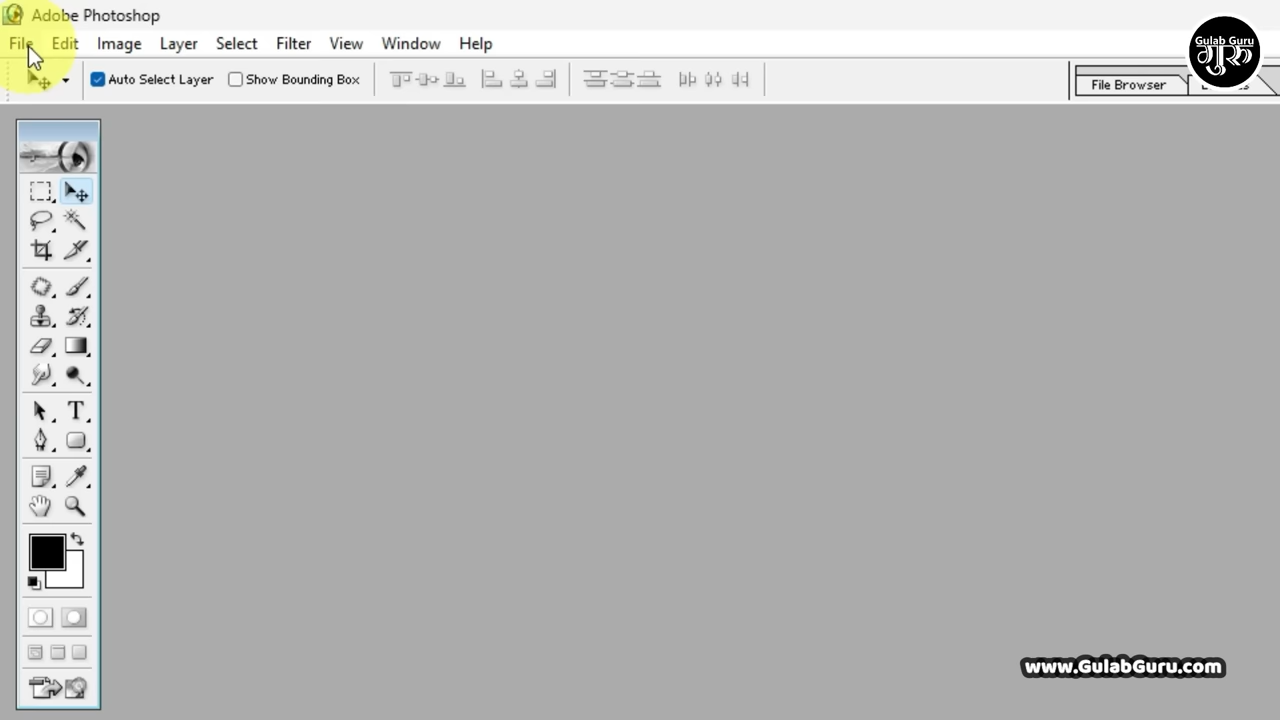 Adobe Photoshop
File Edit Image Layer Select Filter View Window Help
Auto Select Layer Show Bounding Box
File Browser
Gulab Guru
गुरु
T
www.GulabGuru.com